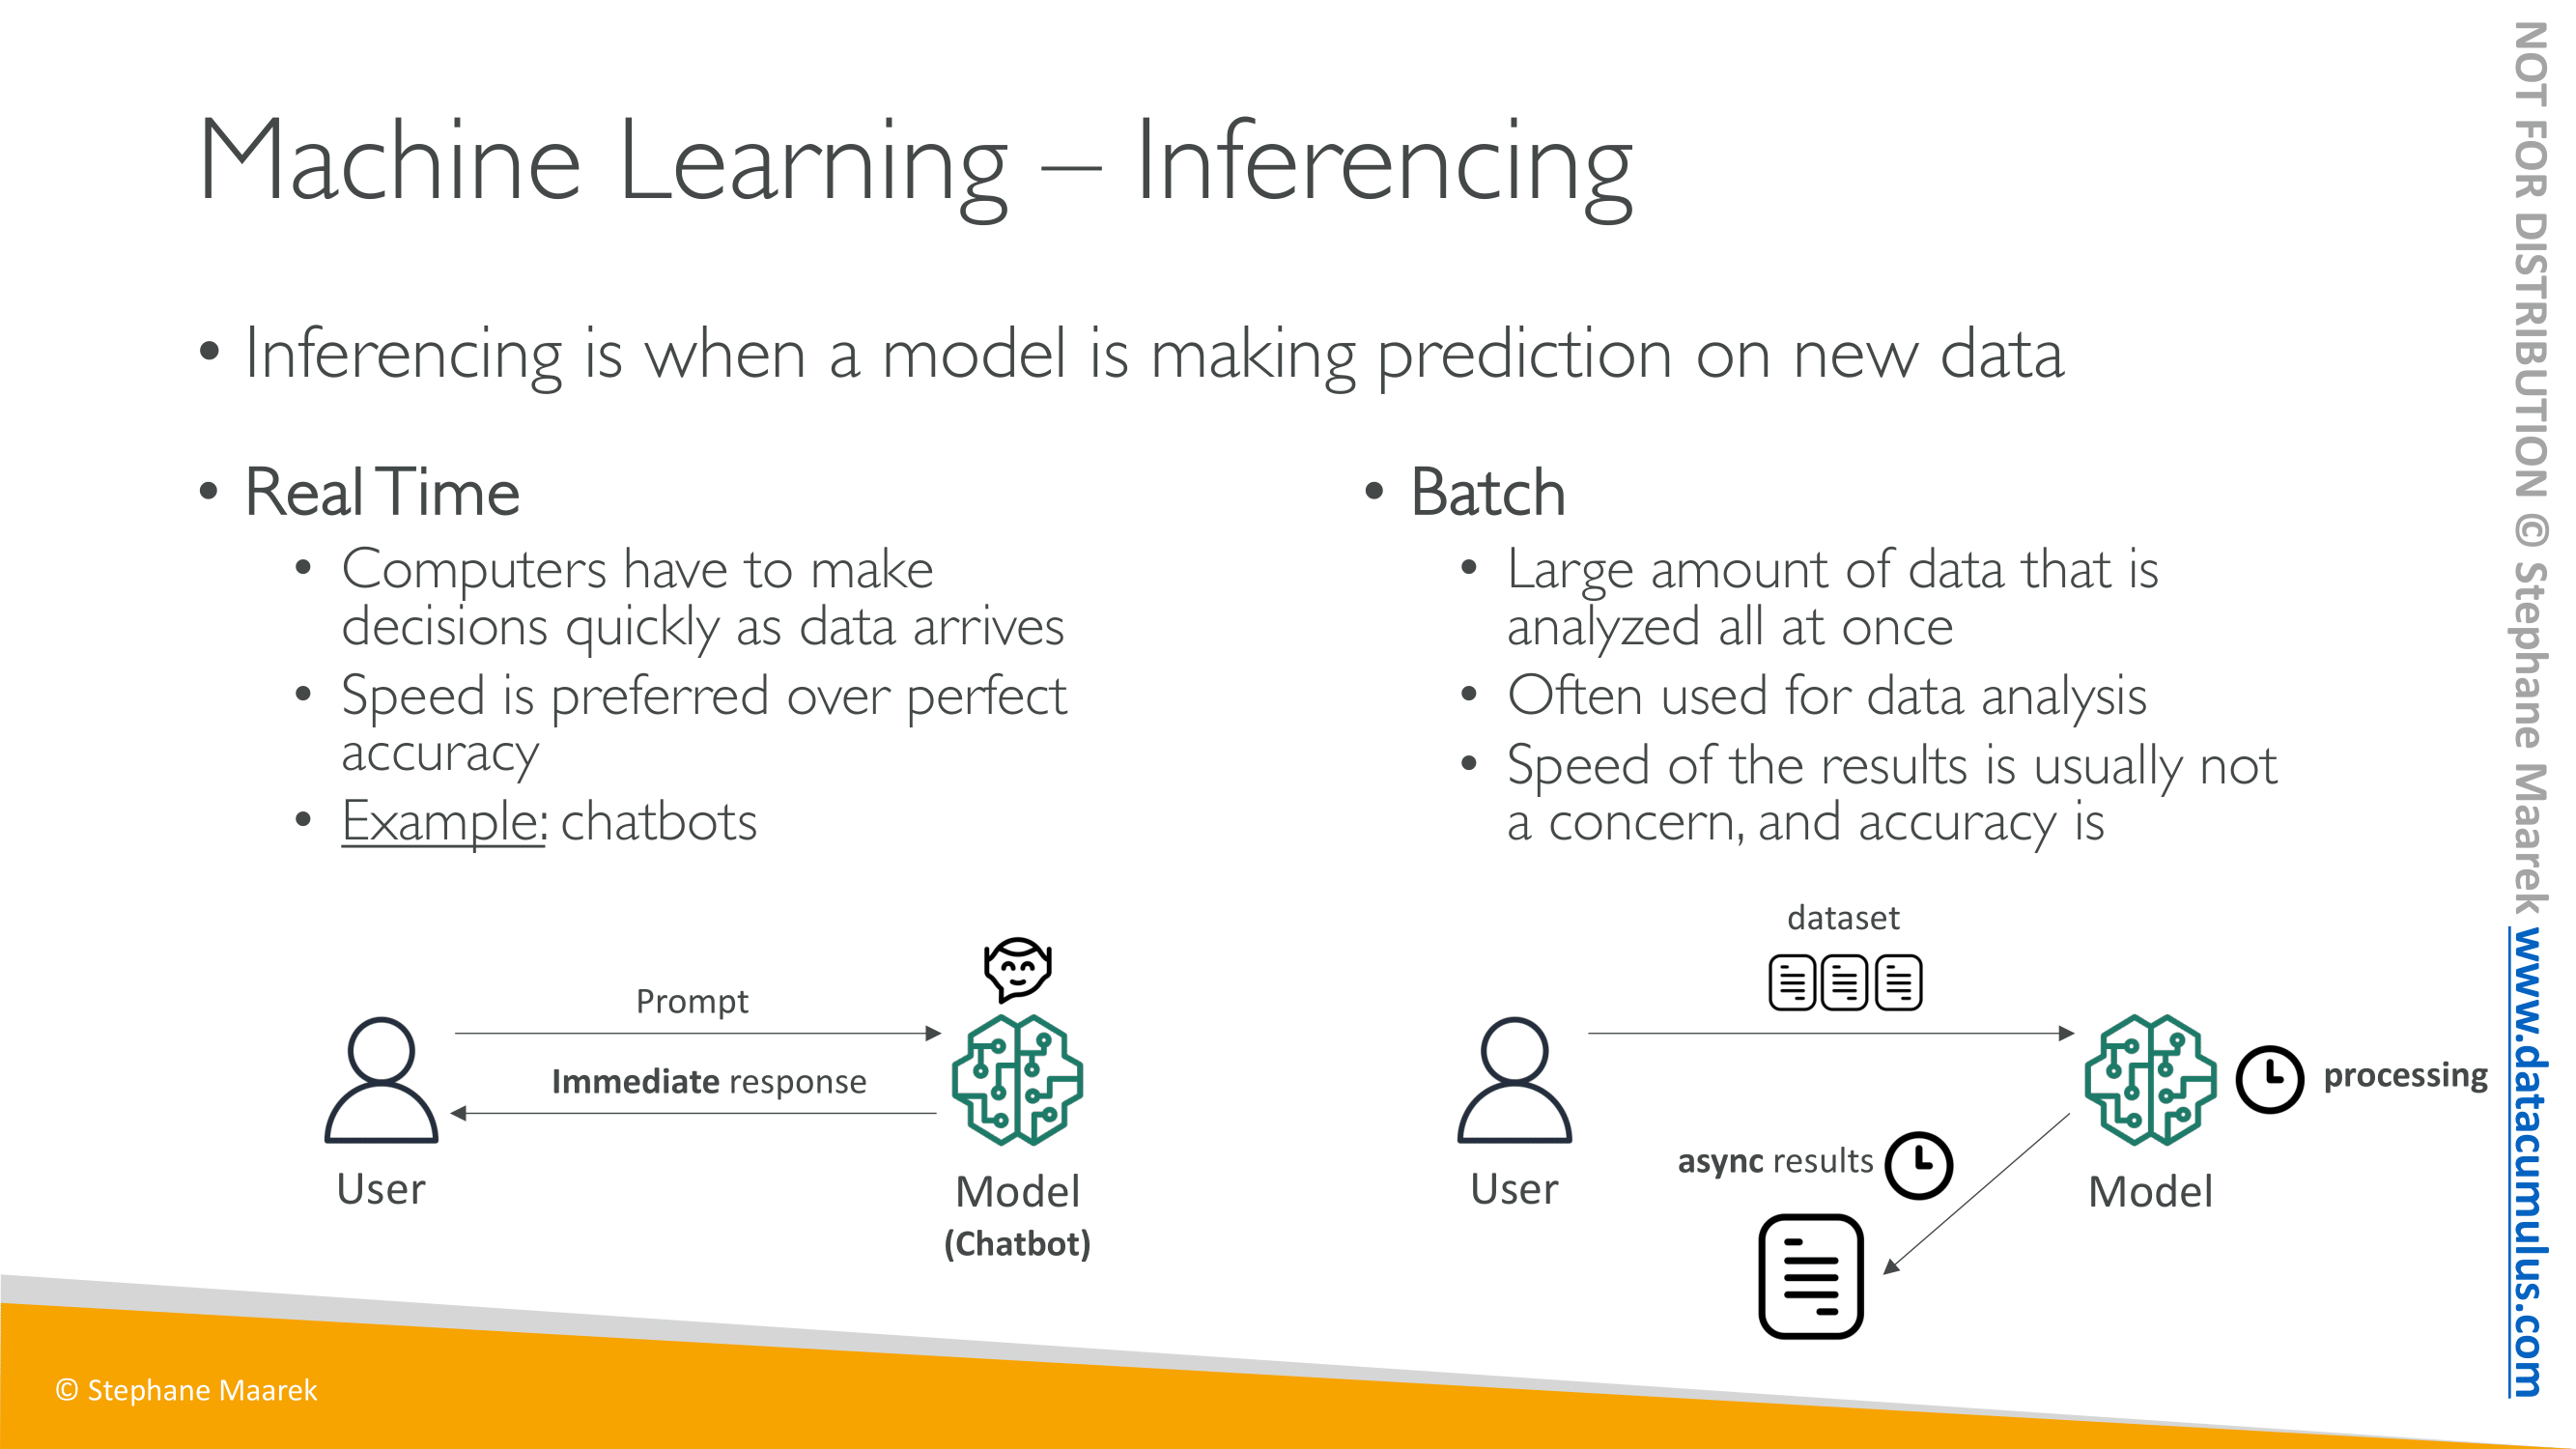 Machine Learning – Inferencing
• Inferencing is when a model is making prediction on new data
• Real Time
• Computers have to make
decisions quickly as data arrives
• Speed is preferred over perfect
accuracy
• Example: chatbots
Prompt
Immediate response
User
Model
(Chatbot)
• Batch
• Large amount of data that is
analyzed all at once
• Often used for data analysis
• Speed of the results is usually not
a concern, and accuracy is
dataset
processing
async results
User
Model
© Stephane Maarek
NOT FOR DISTRIBUTION © Stephane Maarek www.datacumulus.com